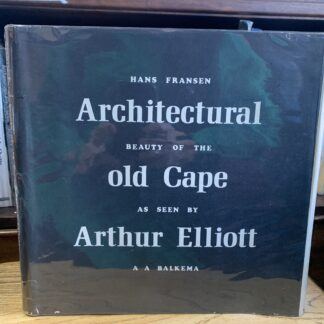 HANS FRANSEN
Architectural
BEAUTY OF THE
old Cape
AS SEEN BY
Arthur Elliott
A A BALKEMA